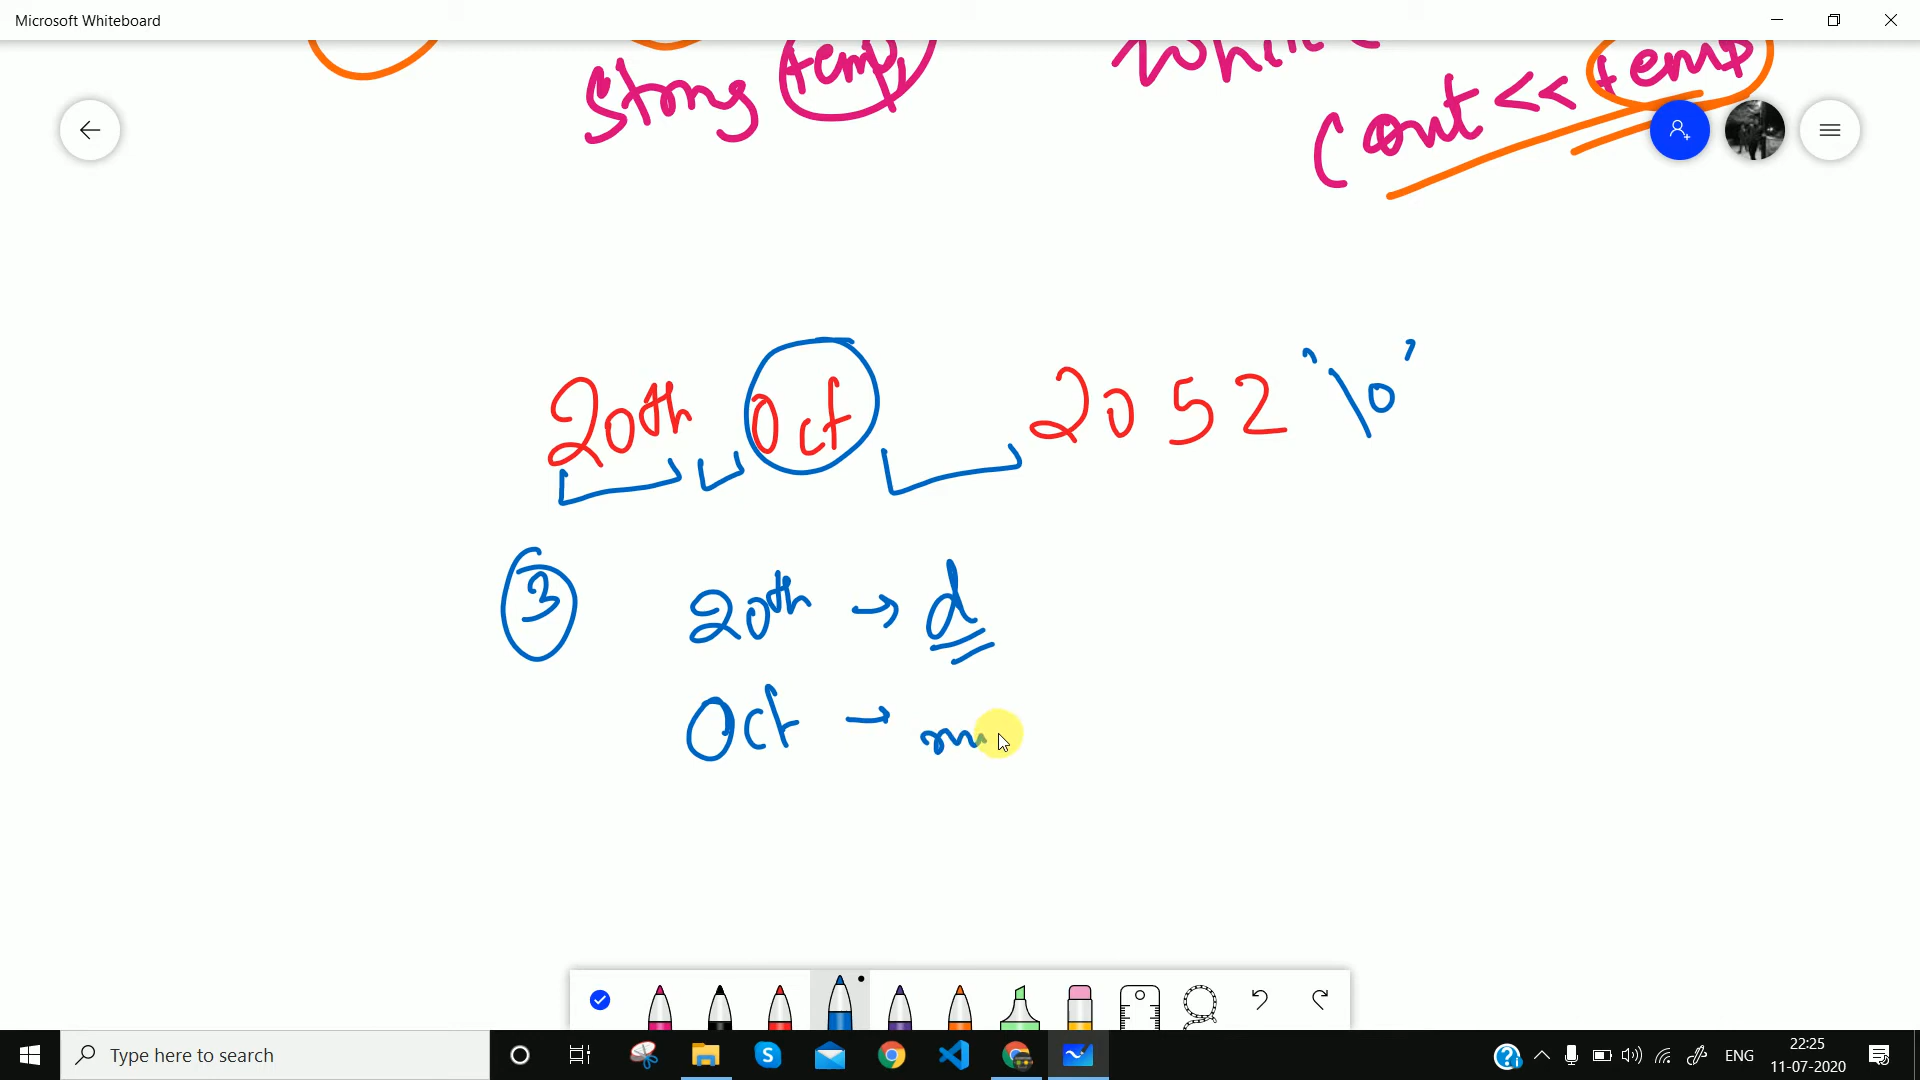 Microsoft Whiteboard
String temp
Cout << temp
20th Oct 2052 '\0'
3 20th → d
Oct → m
Type here to search
ENG
22:25
11-07-2020